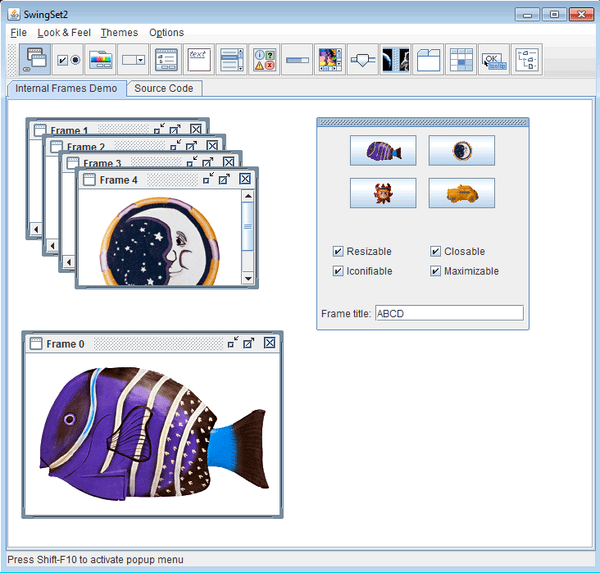 SwingSet2
File Look & Feel Themes Options
text
OK
Internal Frames Demo Source Code
Frame 1
Frame 2
Frame 3
Frame 4
Resizable Closable
Iconifiable Maximizable
Frame title: ABCD
Frame 0
Press Shift-F10 to activate popup menu